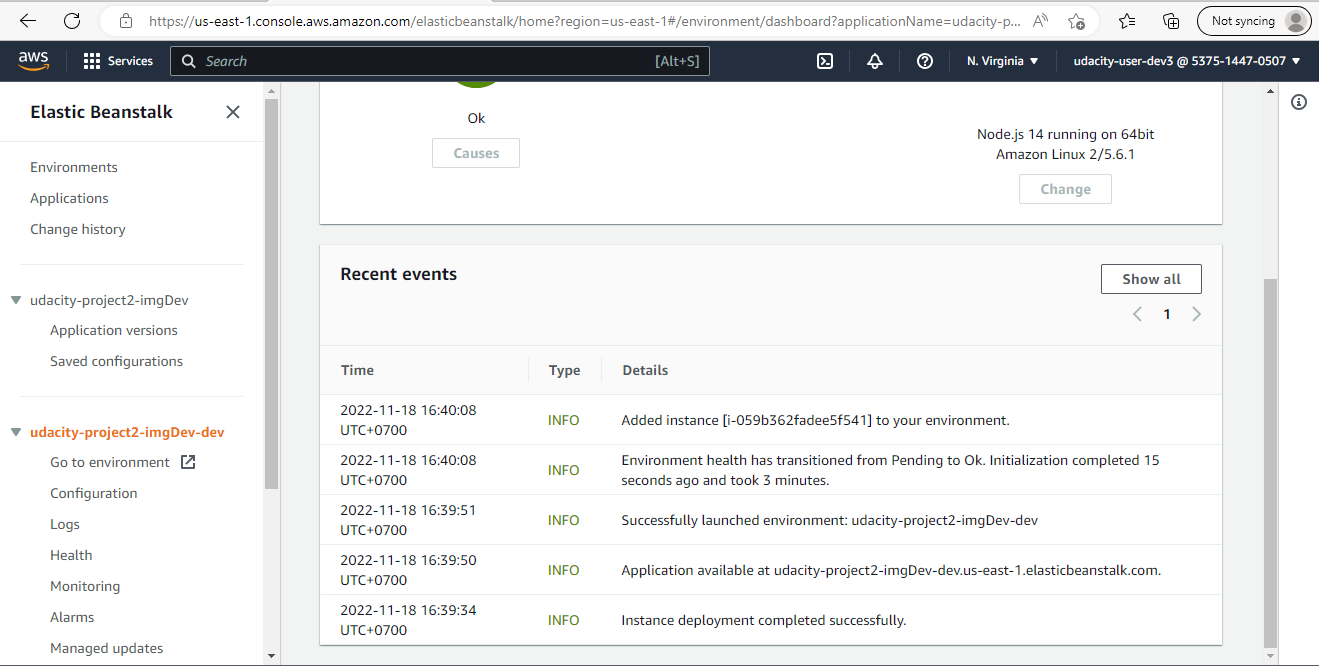 https://us-east-1.console.aws.amazon.com/elasticbeanstalk/home?region=us-east-1#/environment/dashboard?applicationName=udacity-p...
Not syncing
aws
Services
Search
[Alt+S]
N. Virginia
udacity-user-dev3 @ 5375-1447-0507
Elastic Beanstalk
Environments
Applications
Change history
udacity-project2-imgDev
Application versions
Saved configurations
udacity-project2-imgDev-dev
Go to environment
Configuration
Logs
Health
Monitoring
Alarms
Managed updates
Ok
Causes
Node.js 14 running on 64bit
Amazon Linux 2/5.6.1
Change
Recent events
Show all
1
Time Type Details
2022-11-18 16:40:08
UTC+0700
INFO
Added instance [i-059b362fadee5f541] to your environment.
2022-11-18 16:40:08
UTC+0700
INFO
Environment health has transitioned from Pending to Ok. Initialization completed 15
seconds ago and took 3 minutes.
2022-11-18 16:39:51
UTC+0700
INFO
Successfully launched environment: udacity-project2-imgDev-dev
2022-11-18 16:39:50
UTC+0700
INFO
Application available at udacity-project2-imgDev-dev.us-east-1.elasticbeanstalk.com.
2022-11-18 16:39:34
UTC+0700
INFO
Instance deployment completed successfully.